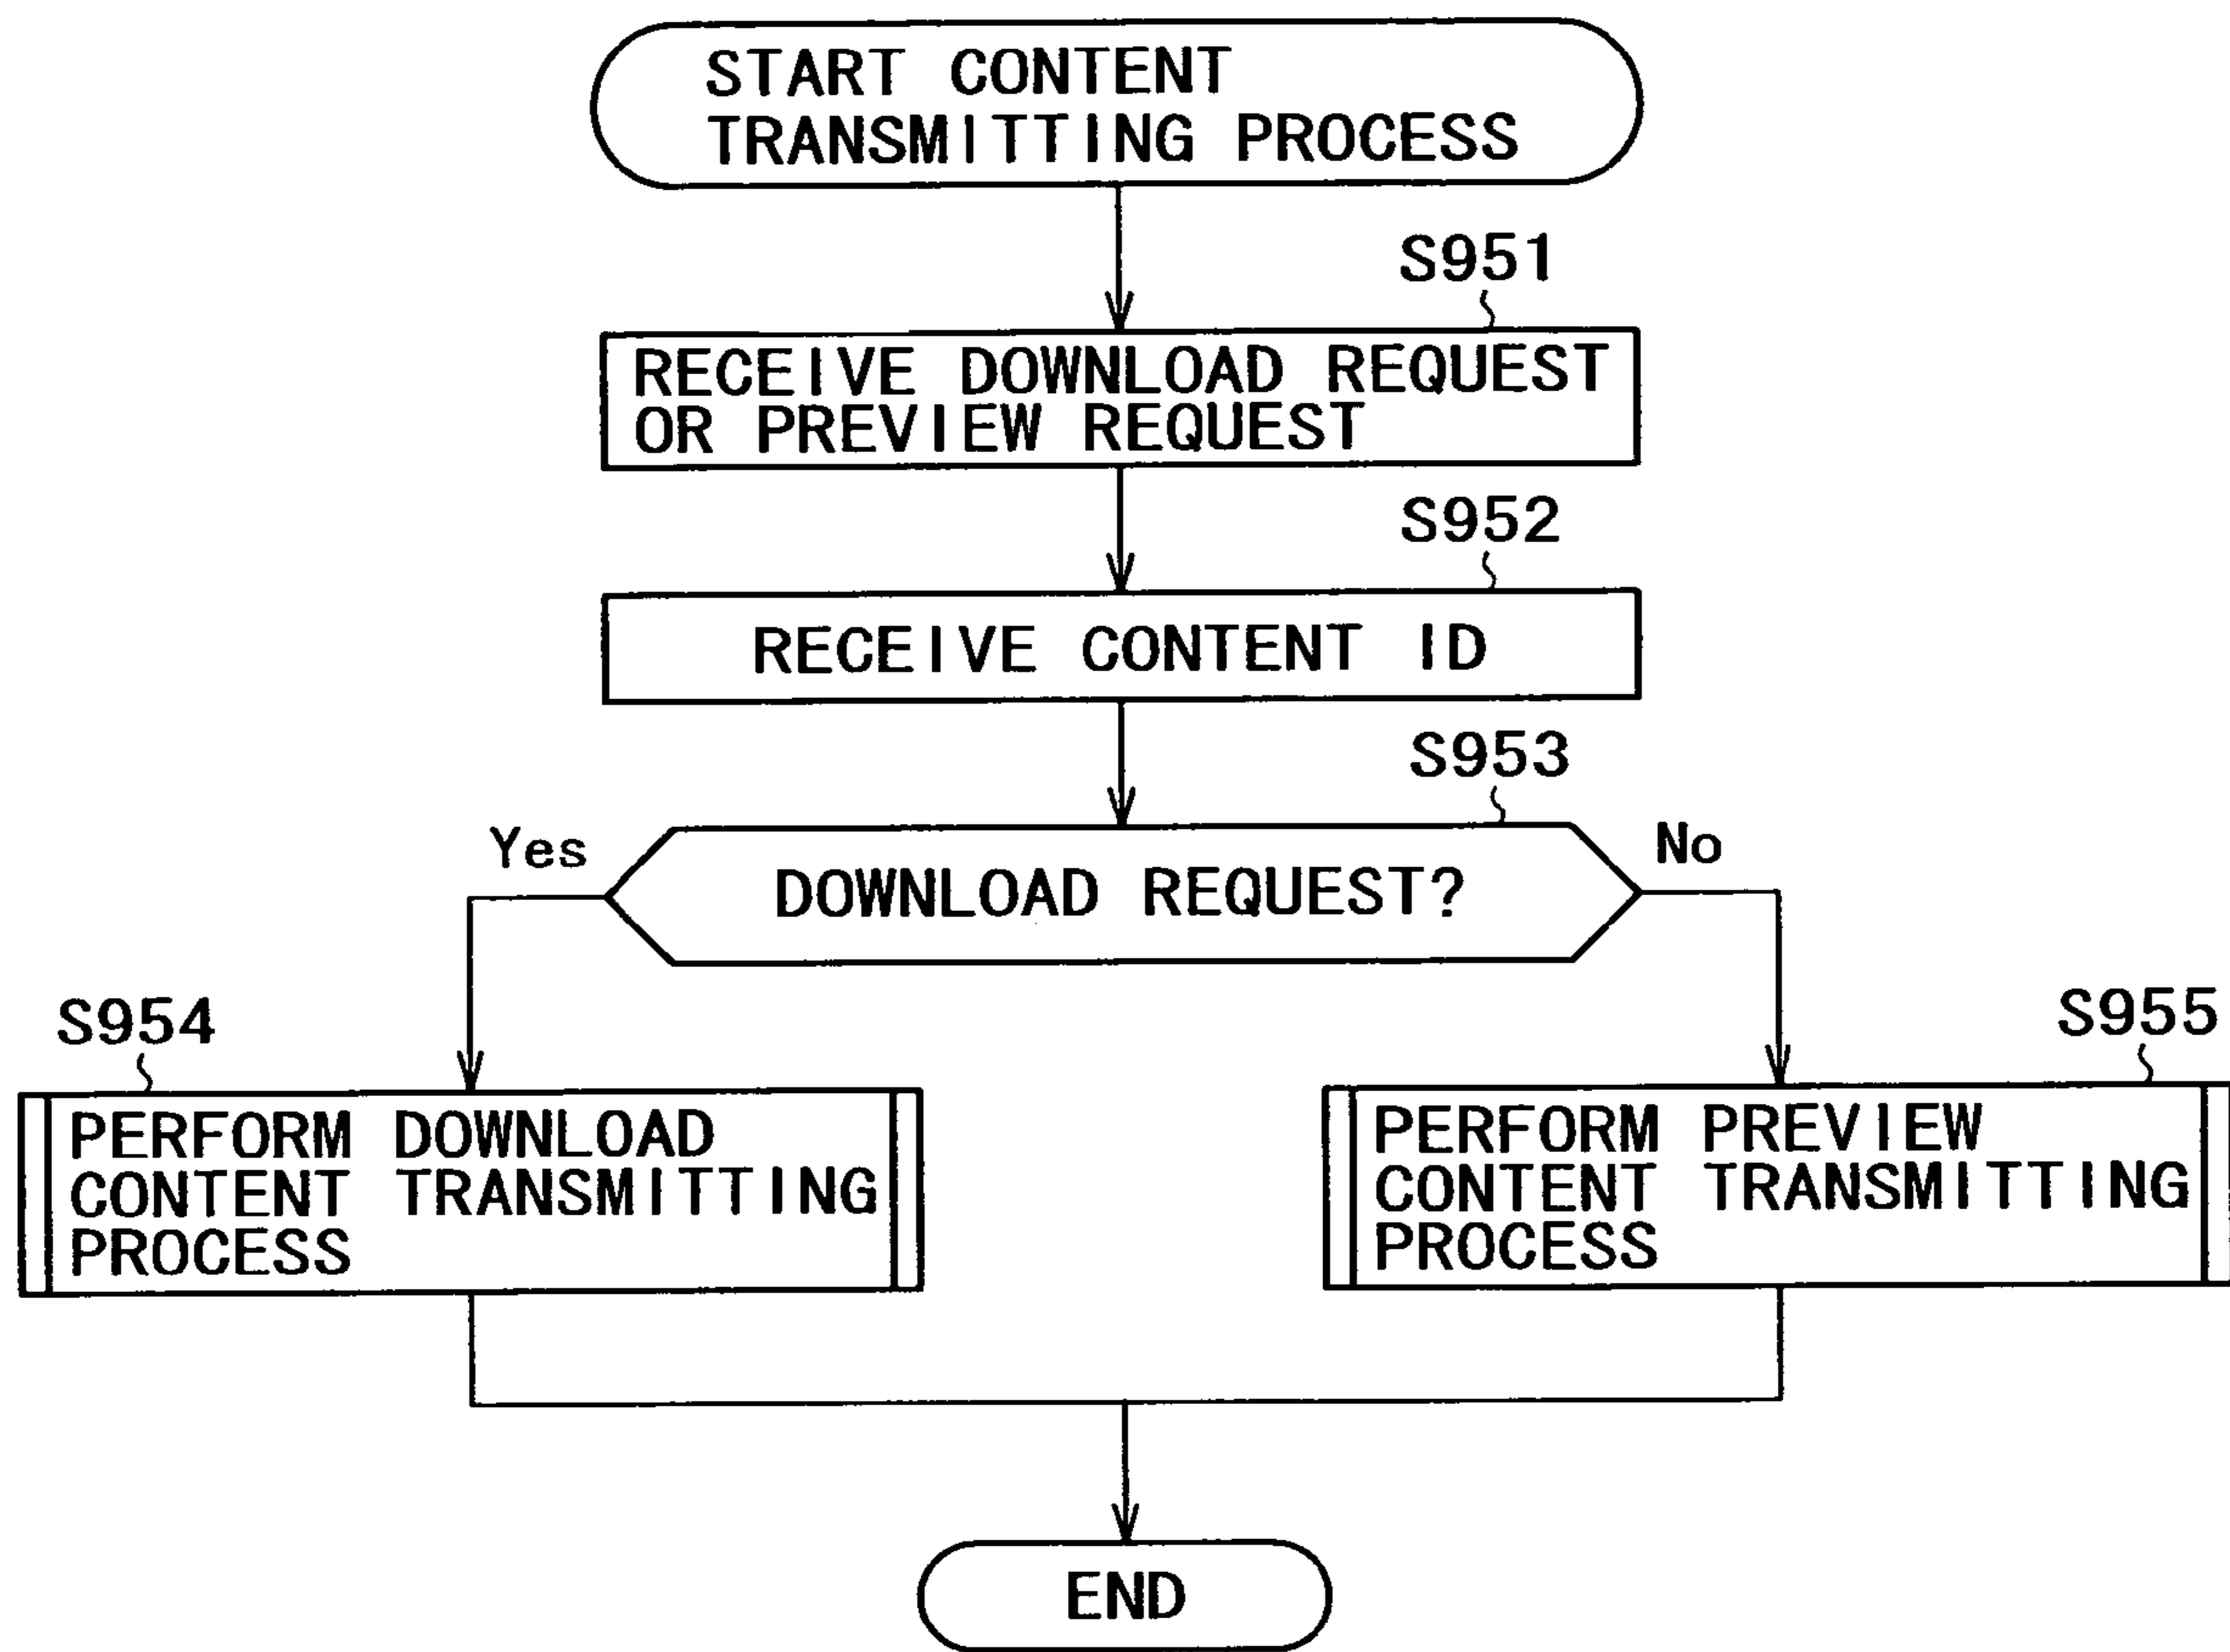 START CONTENT
TRANSMITTING PROCESS
S951
RECEIVE DOWNLOAD REQUEST
OR PREVIEW REQUEST
S952
RECEIVE CONTENT ID
S953
Yes
DOWNLOAD REQUEST?
No
S954
PERFORM DOWNLOAD
CONTENT TRANSMITTING
PROCESS
S955
PERFORM PREVIEW
CONTENT TRANSMITTING
PROCESS
END